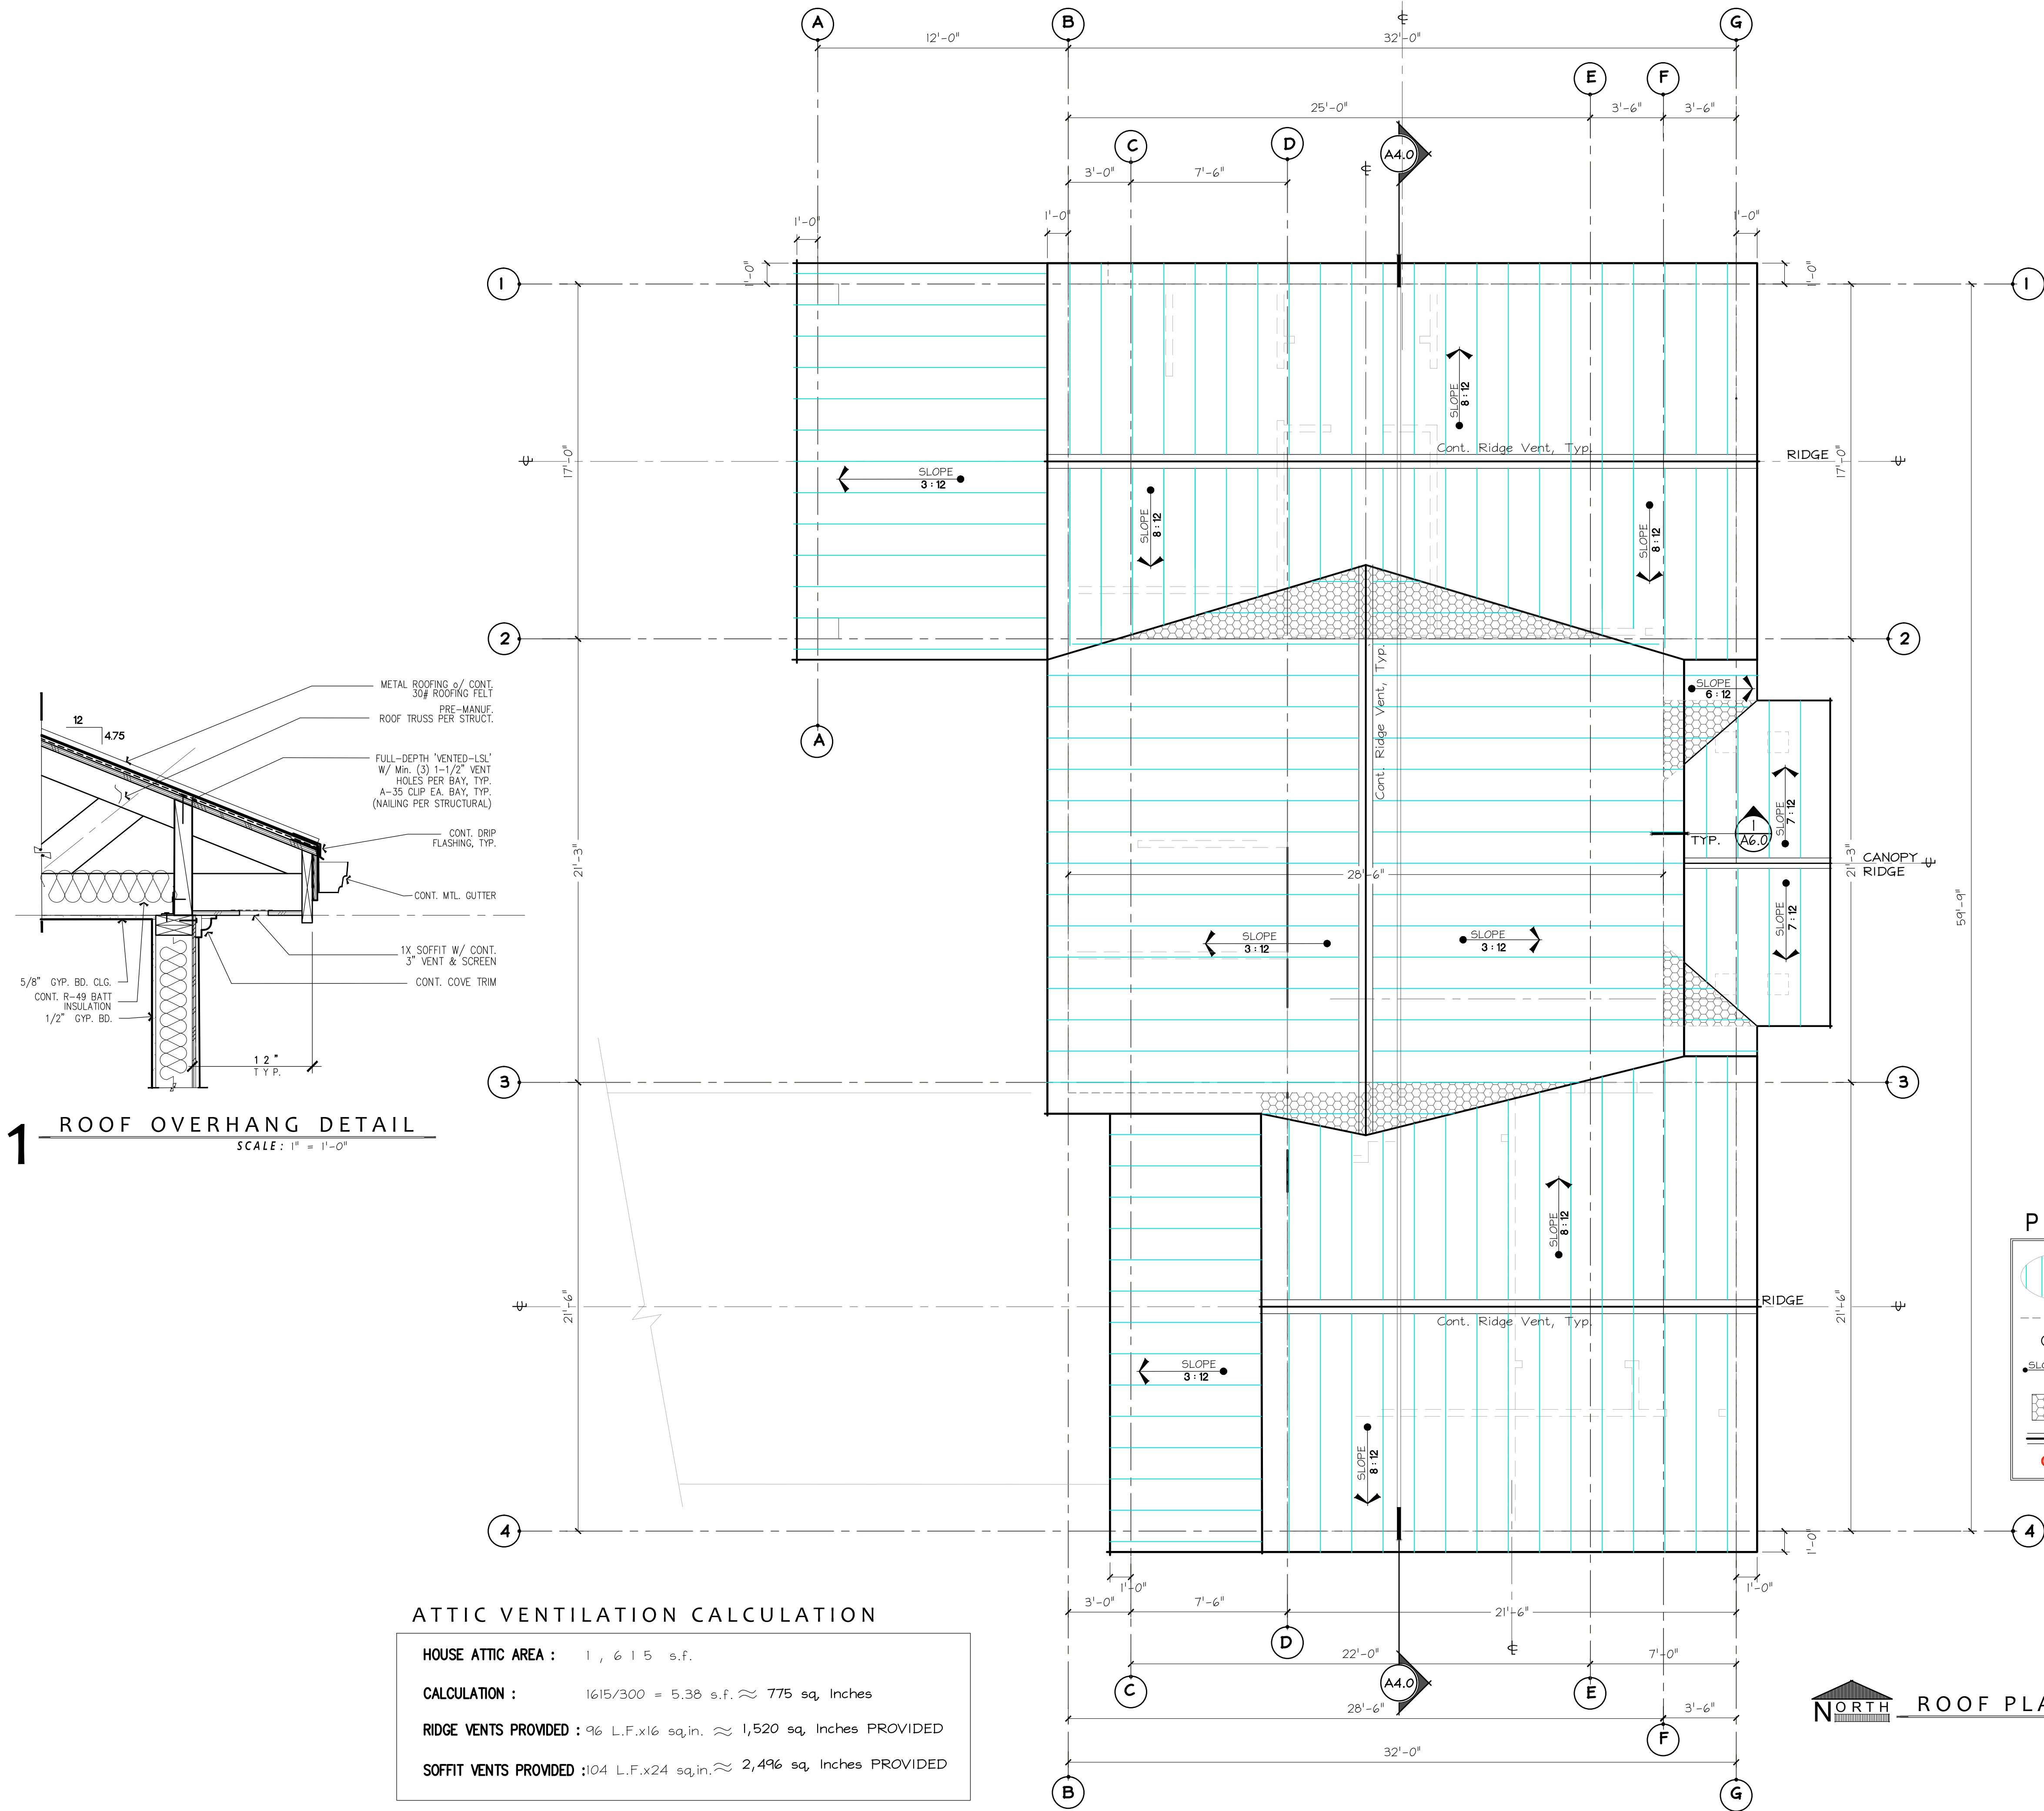 A
B
G
12'-0"
32'-0"
E
F
25'-0"
3'-6"
3'-6"
C
D
A4.0
3'-0"
7'-6"
1'-0"
1'-0"
1'-0"
1'-0"
1'-0"
1
1
17'-0"
17'-0"
SLOPE
8:12
Cont. Ridge Vent, Typ.
RIDGE
SLOPE
3:12
SLOPE
8:12
SLOPE
8:12
2
2
Cont. Ridge Vent, Typ.
SLOPE
6:12
A
SLOPE
7:12
TYP.
1
A6.0
21'-3"
21'-3"
CANOPY
RIDGE
28'-6"
SLOPE
7:12
59'-9"
SLOPE
3:12
SLOPE
3:12
3
3
SLOPE
8:12
21'-6"
21'-6"
RIDGE
Cont. Ridge Vent, Typ.
SLOPE
3:12
SLOPE
8:12
4
4
1'-0"
1'-0"
1'-0"
3'-0"
7'-6"
21'-6"
D
22'-0"
7'-0"
C
A4.0
E
28'-6"
3'-6"
F
32'-0"
B
G
METAL ROOFING o/ CONT.
30# ROOFING FELT
PRE-MANUF.
ROOF TRUSS PER STRUCT.
12
4.75
FULL-DEPTH 'VENTED-LSL'
W/ Min. (3) 1-1/2" VENT
HOLES PER BAY, TYP.
A-35 CLIP EA. BAY, TYP.
(NAILING PER STRUCTURAL)
CONT. DRIP
FLASHING, TYP.
CONT. MTL. GUTTER
1X SOFFIT W/ CONT.
3" VENT & SCREEN
CONT. COVE TRIM
5/8" GYP. BD. CLG.
CONT. R-49 BATT
INSULATION
1/2" GYP. BD.
12"
TYP.
1
ROOF OVERHANG DETAIL
SCALE: 1" = 1'-0"
P
SLO
ATTIC VENTILATION CALCULATION
HOUSE ATTIC AREA : 1,615 s.f.
CALCULATION : 1615/300 = 5.38 s.f. ≈ 775 sq. Inches
RIDGE VENTS PROVIDED : 96 L.F.x16 sq.in. ≈ 1,520 sq. Inches PROVIDED
SOFFIT VENTS PROVIDED : 104 L.F.x24 sq.in. ≈ 2,496 sq. Inches PROVIDED
NORTH
ROOF PLA